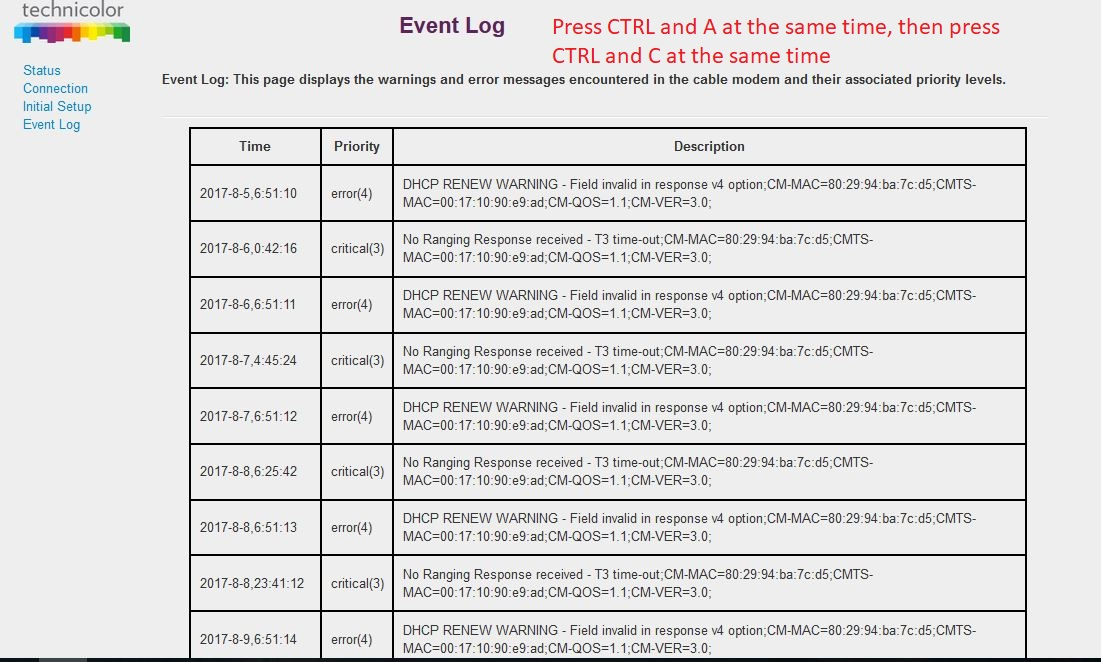 technicolor
Event Log
Press CTRL and A at the same time, then press
CTRL and C at the same time
Status
Connection
Initial Setup
Event Log
Event Log: This page displays the warnings and error messages encountered in the cable modem and their associated priority levels.
Time Priority Description
2017-8-5,6:51:10 error(4) DHCP RENEW WARNING - Field invalid in response v4 option;CM-MAC=80:29:94:ba:7c:d5;CMTS-
MAC=00:17:10:90:e9:ad;CM-QOS=1.1;CM-VER=3.0;
2017-8-6,0:42:16 critical(3) No Ranging Response received - T3 time-out;CM-MAC=80:29:94:ba:7c:d5;CMTS-
MAC=00:17:10:90:e9:ad;CM-QOS=1.1;CM-VER=3.0;
2017-8-6,6:51:11 error(4) DHCP RENEW WARNING - Field invalid in response v4 option;CM-MAC=80:29:94:ba:7c:d5;CMTS-
MAC=00:17:10:90:e9:ad;CM-QOS=1.1;CM-VER=3.0;
2017-8-7,4:45:24 critical(3) No Ranging Response received - T3 time-out;CM-MAC=80:29:94:ba:7c:d5;CMTS-
MAC=00:17:10:90:e9:ad;CM-QOS=1.1;CM-VER=3.0;
2017-8-7,6:51:12 error(4) DHCP RENEW WARNING - Field invalid in response v4 option;CM-MAC=80:29:94:ba:7c:d5;CMTS-
MAC=00:17:10:90:e9:ad;CM-QOS=1.1;CM-VER=3.0;
2017-8-8,6:25:42 critical(3) No Ranging Response received - T3 time-out;CM-MAC=80:29:94:ba:7c:d5;CMTS-
MAC=00:17:10:90:e9:ad;CM-QOS=1.1;CM-VER=3.0;
2017-8-8,6:51:13 error(4) DHCP RENEW WARNING - Field invalid in response v4 option;CM-MAC=80:29:94:ba:7c:d5;CMTS-
MAC=00:17:10:90:e9:ad;CM-QOS=1.1;CM-VER=3.0;
2017-8-8,23:41:12 critical(3) No Ranging Response received - T3 time-out;CM-MAC=80:29:94:ba:7c:d5;CMTS-
MAC=00:17:10:90:e9:ad;CM-QOS=1.1;CM-VER=3.0;
2017-8-9,6:51:14 error(4) DHCP RENEW WARNING - Field invalid in response v4 option;CM-MAC=80:29:94:ba:7c:d5;CMTS-
MAC=00:17:10:90:e9:ad;CM-QOS=1.1;CM-VER=3.0;